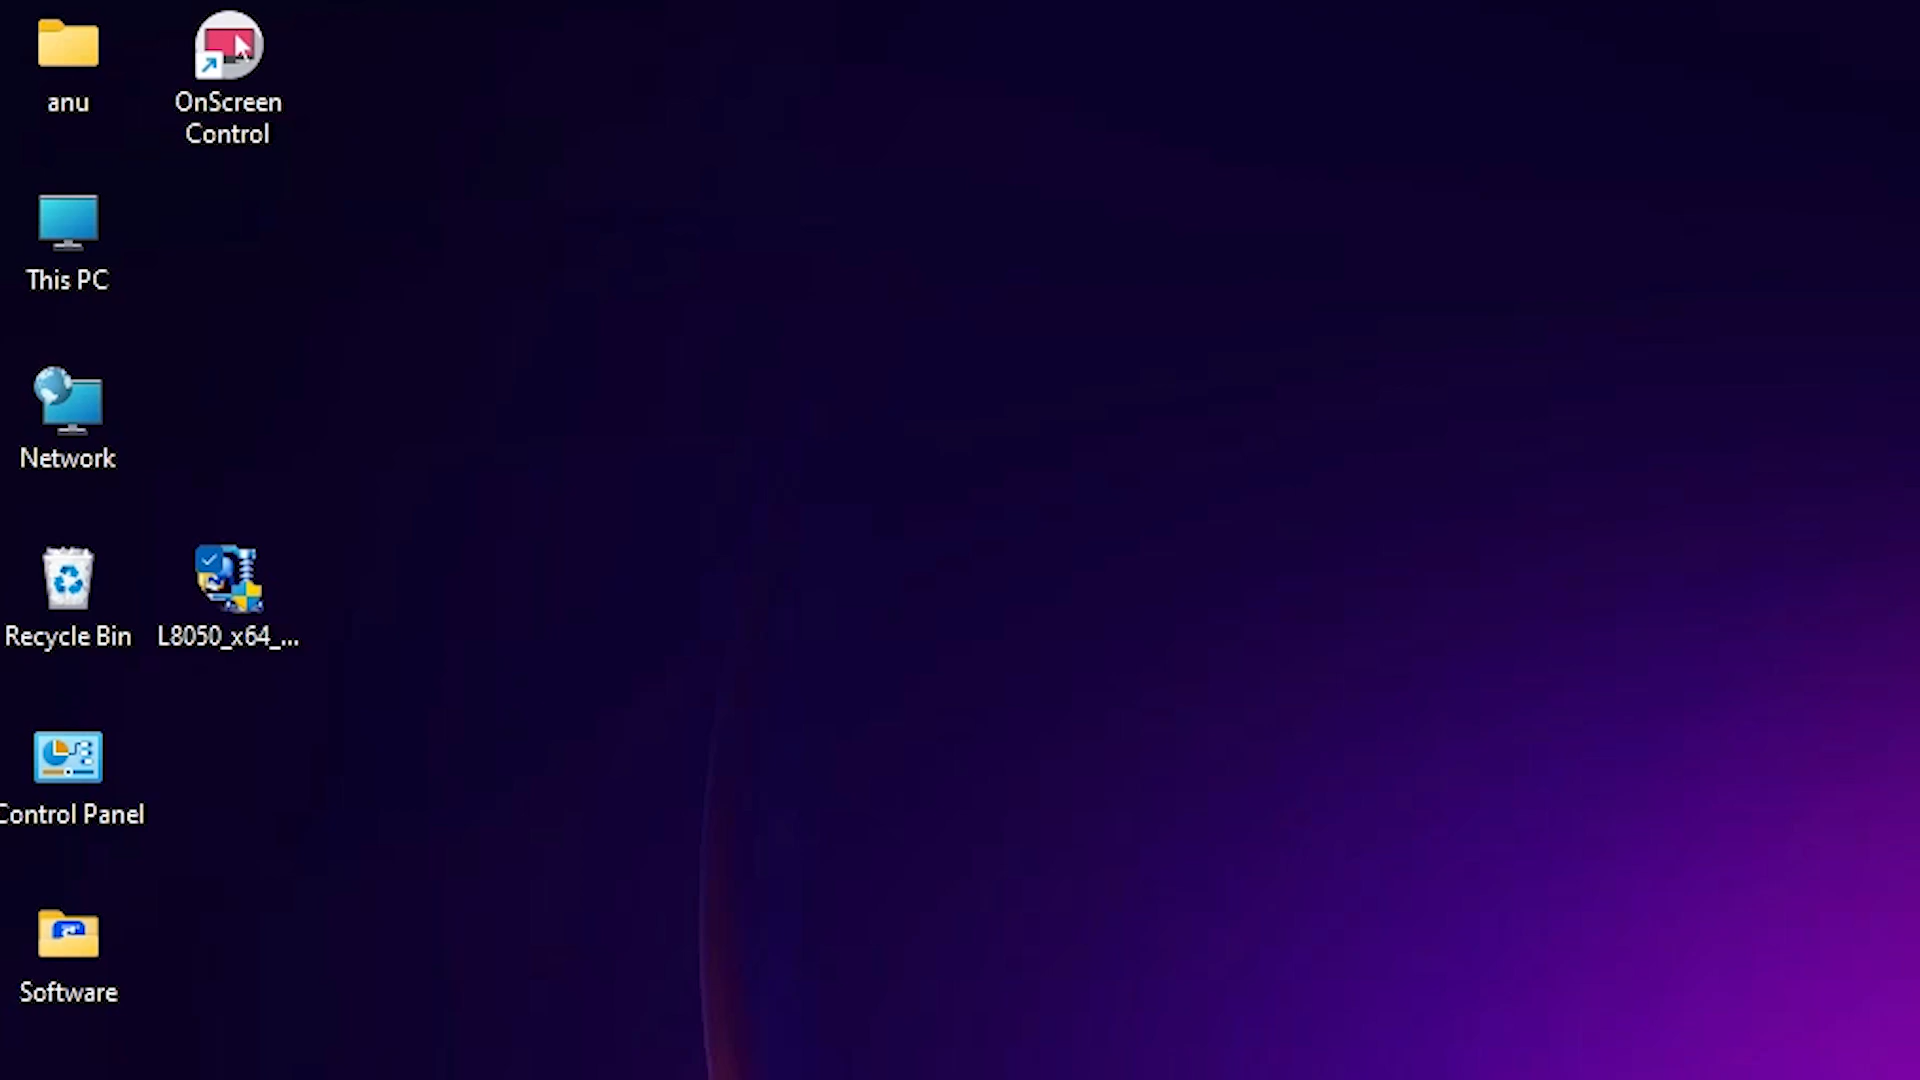 anu
OnScreen
Control
This PC
Network
Recycle Bin
L8050_x64_...
Control Panel
Software